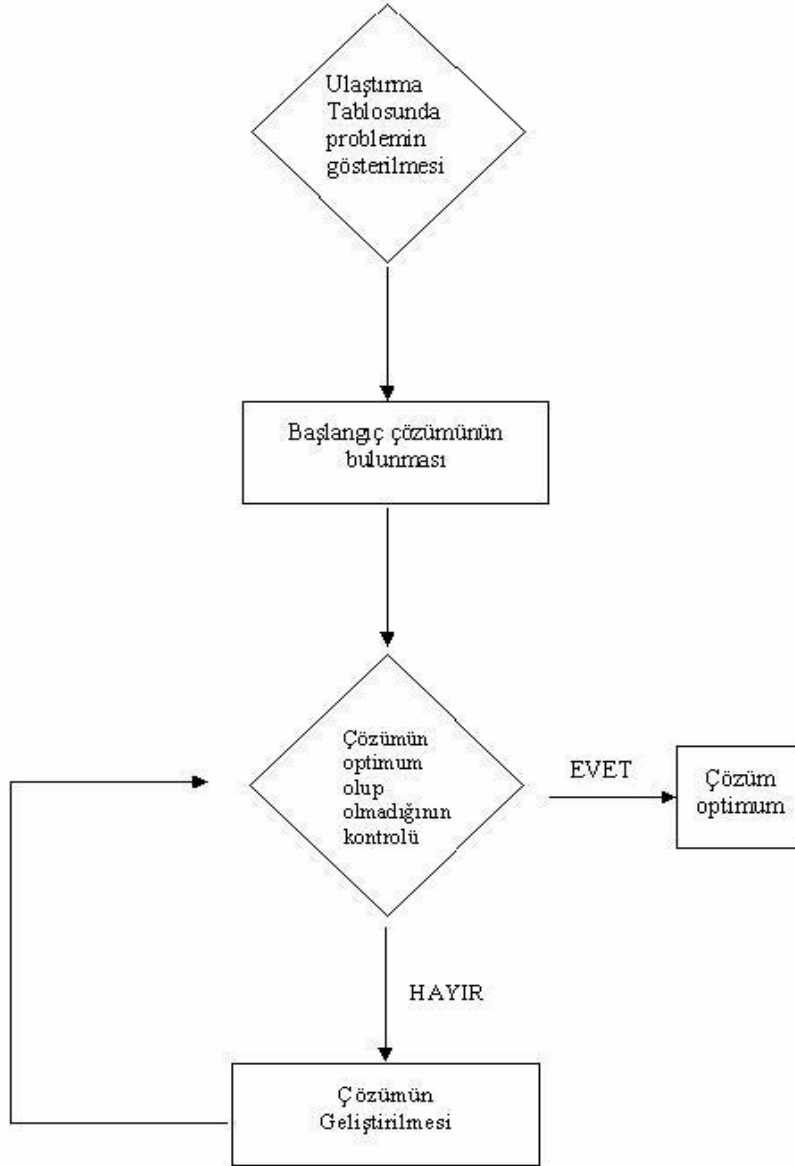 Ulaştırma
Tablosunda
problemin
gösterilmesi
Başlangıç çözümünün
bulunması
Çözümün
optimum
olup
olmadığının
kontrolü
EVET
Çözüm
optimum
HAYIR
Çözümün
Geliştirilmesi